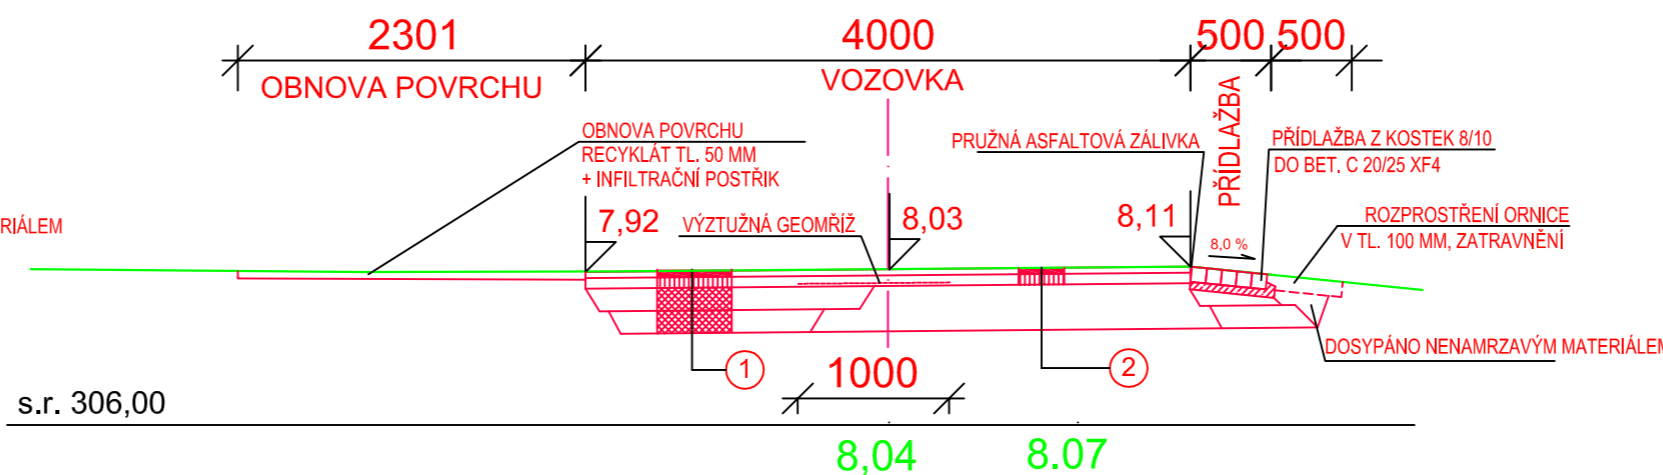 2301
4000
500
500
OBNOVA POVRCHU
VOZOVKA
PŘÍDLAŽBA
OBNOVA POVRCHU
RECYKLÁT TL. 50 MM
+ INFILTRAČNÍ POSTŘIK
PRUŽNÁ ASFALTOVÁ ZÁLIVKA
PŘÍDLAŽBA Z KOSTEK 8/10
DO BET. C 20/25 XF4
RIÁLEM
7,92
VÝZTUŽNÁ GEOMŘÍŽ
8,03
8,11
8,0 %
ROZPROSTŘENÍ ORNICE
V TL. 100 MM, ZATRAVNĚNÍ
DOSYPÁNO NENAMRZAVÝM MATERIÁLEM
1
1000
2
s.r. 306,00
8,04
8.07